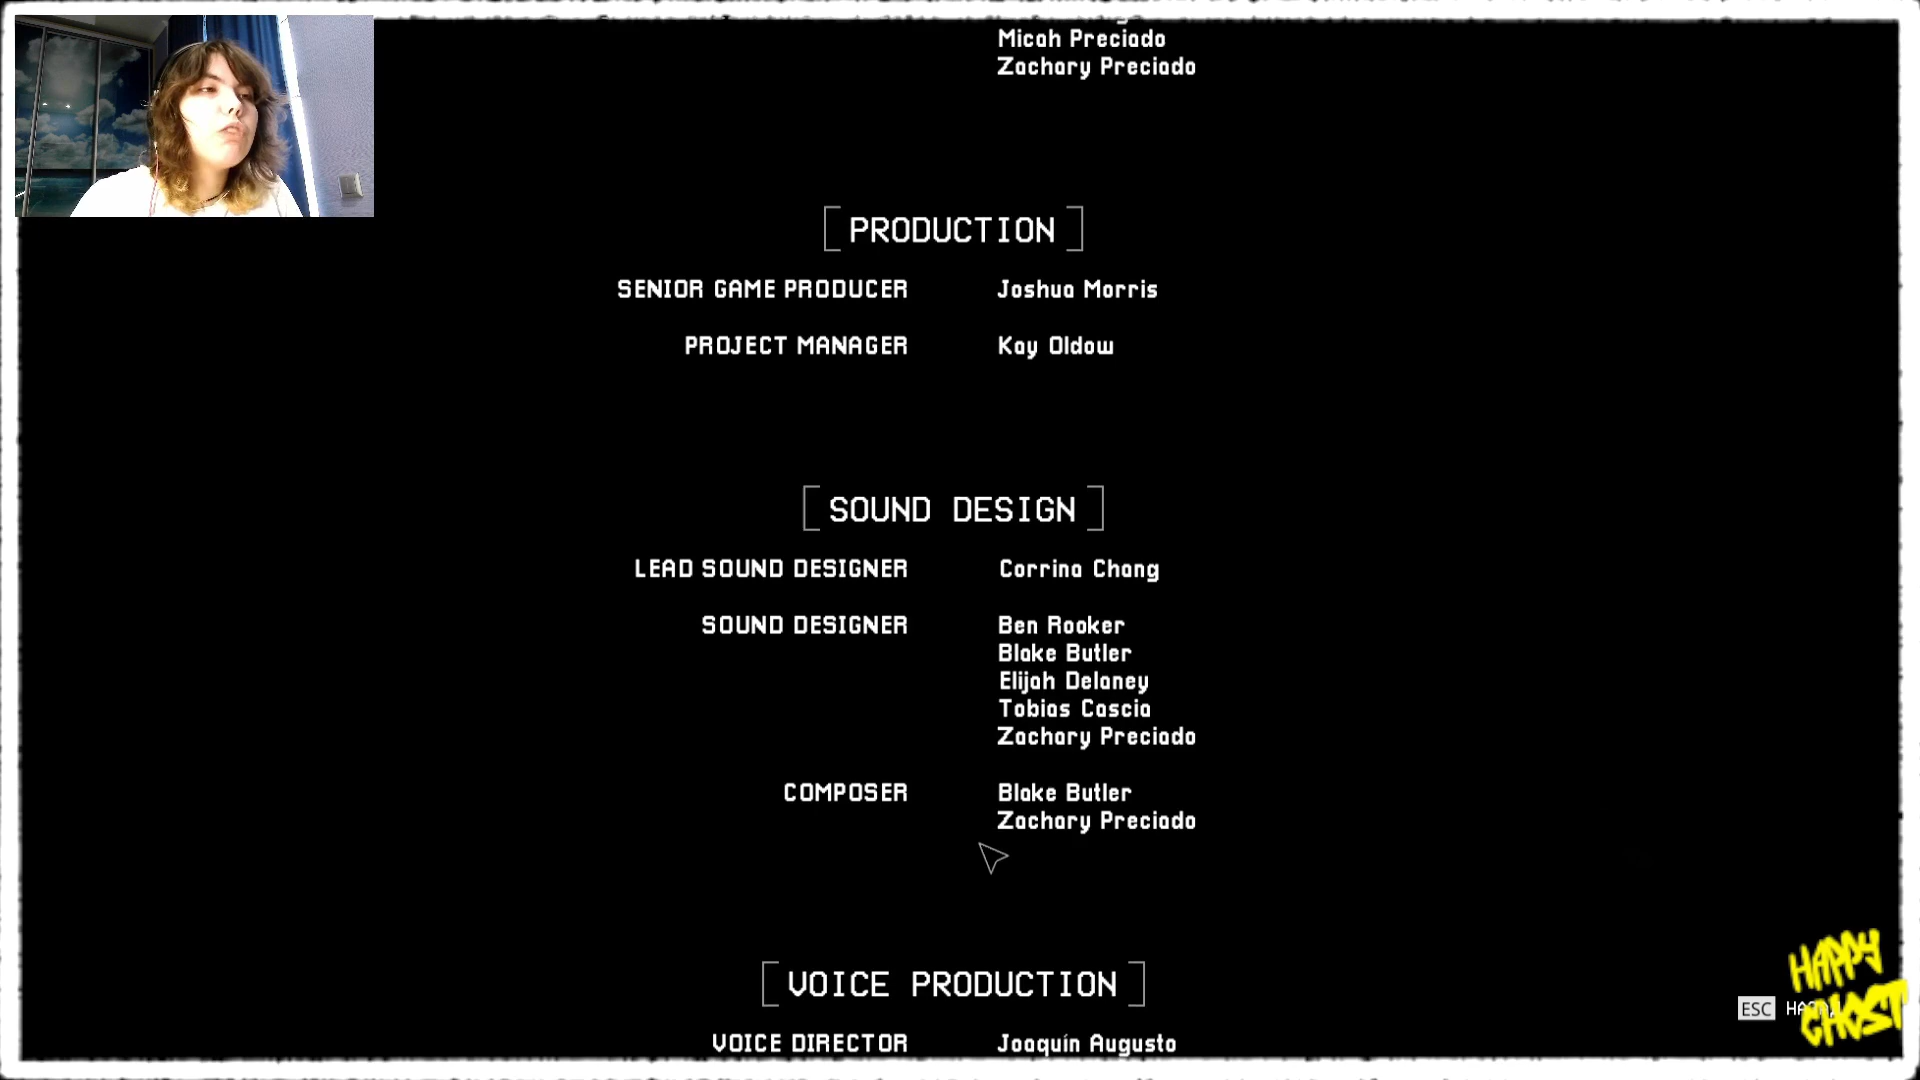 Micah Preciado
Zachary Preciado
PRODUCTION
SENIOR GAME PRODUCER Joshua Morris
PROJECT MANAGER Kay Oldow
SOUND DESIGN
LEAD SOUND DESIGNER Corrina Chang
SOUND DESIGNER Ben Rooker
Blake Butler
Elijah Delaney
Tobias Cascia
Zachary Preciado
COMPOSER Blake Butler
Zachary Preciado
VOICE PRODUCTION
VOICE DIRECTOR Joaquín Augusto
HAPPY
GHOST
ESC